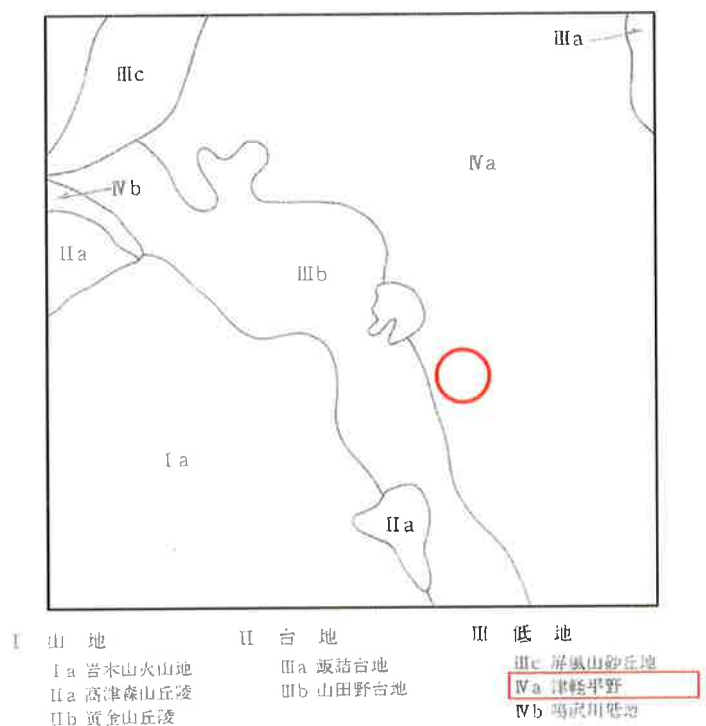 Ⅲc
Ⅲa
Ⅳa
Ⅳb
Ⅱa
Ⅲb
Ⅰa
Ⅱa
Ⅰ 山地 Ⅱ 台地 Ⅲ 低地
Ⅰa 岩木山火山地 Ⅲa 飯詰台地 Ⅲc 屏風山砂丘地
Ⅱa 高津森山丘陵 Ⅲb 山田野台地 Ⅳa 津軽平野
Ⅱb 黄金山丘陵 Ⅳb 鳴沢川低地